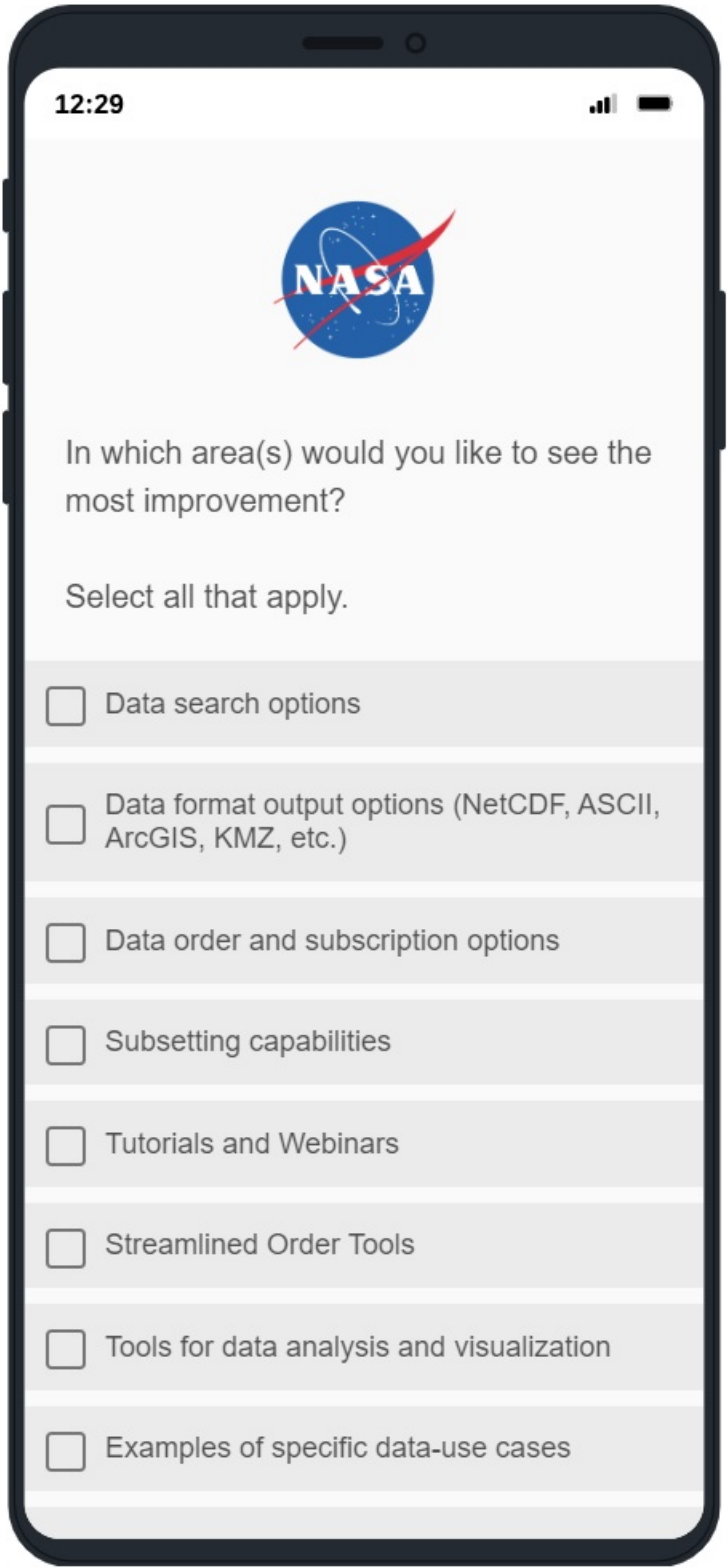 12:29
NASA
In which area(s) would you like to see the
most improvement?
Select all that apply.
Data search options
Data format output options (NetCDF, ASCII,
ArcGIS, KMZ, etc.)
Data order and subscription options
Subsetting capabilities
Tutorials and Webinars
Streamlined Order Tools
Tools for data analysis and visualization
Examples of specific data-use cases